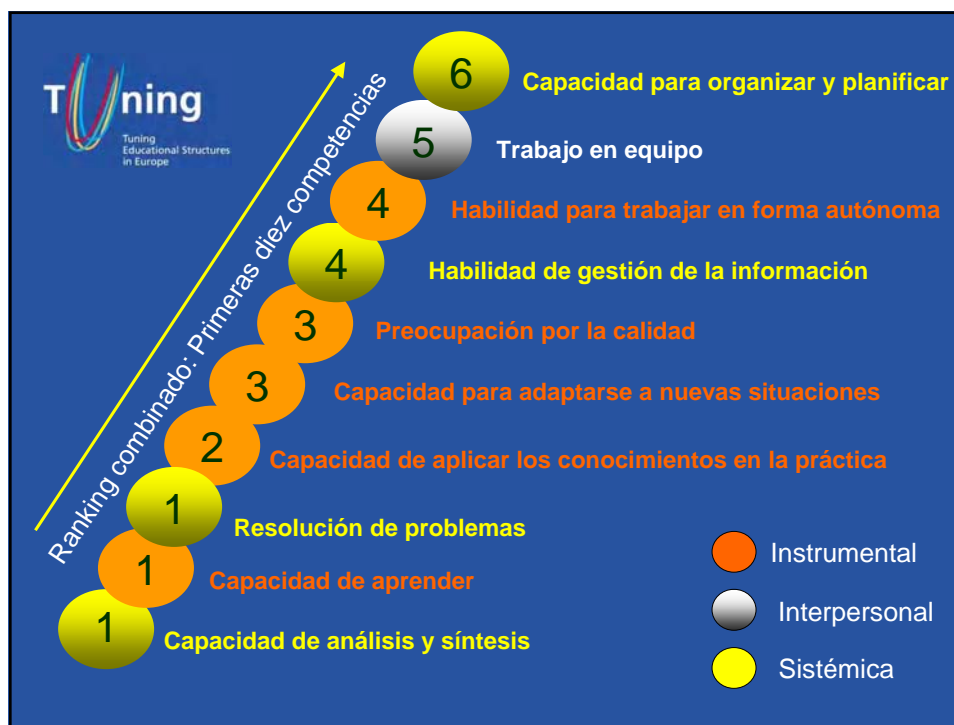 Tuning
Tuning
Educational Structures
in Europe
Ranking combinado: Primeras diez competencias
6 Capacidad para organizar y planificar
5 Trabajo en equipo
4 Habilidad para trabajar en forma autónoma
4 Habilidad de gestión de la información
3 Preocupación por la calidad
3 Capacidad para adaptarse a nuevas situaciones
2 Capacidad de aplicar los conocimientos en la práctica
1 Resolución de problemas
1 Capacidad de aprender
1 Capacidad de análisis y síntesis
Instrumental
Interpersonal
Sistémica